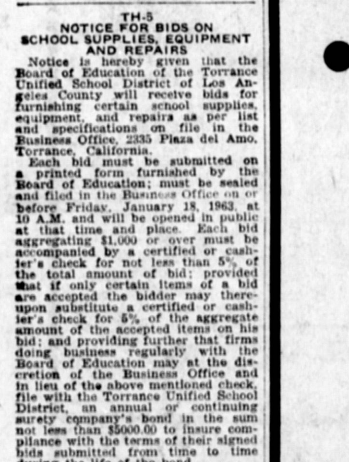 TH-5
NOTICE FOR BIDS ON
SCHOOL SUPPLIES, EQUIPMENT
AND REPAIRS
Notice is hereby given that the
Board of Education of the Torrance
Unified School District of Los An-
geles County will receive bids for
furnishing certain school supplies,
equipment, and repairs as per list
and specifications on file in the
Business Office, 2335 Plaza del Amo,
Torrance, California.
Each bid must be submitted on
a printed form furnished by the
Board of Education; must be sealed
and filed in the Business Office on or
before Friday, January 18, 1963, at
10 A.M. and will be opened in public
at that time and place. Each bid
aggregating $1,000 or over must be
accompanied by a certified or cash-
ier's check for not less than 5% of
the total amount of bid; provided
that if only certain items of a bid
are accepted the bidder may there-
upon substitute a certified or cash-
ier's check for 5% of the aggregate
amount of the accepted items on his
bid; and providing further that firms
doing business regularly with the
Board of Education may at the dis-
cretion of the Business Office and
in lieu of the above mentioned check,
file with the Torrance Unified School
District, an annual or continuing
surety company's bond in the sum
not less than $5000.00 to insure com-
pliance with the terms of their signed
bids submitted from time to time
during the life of the bond